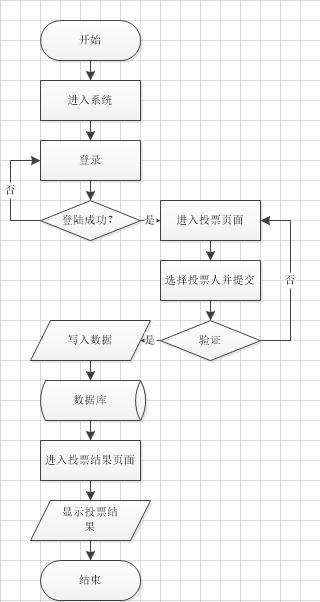 开始
进入系统
登录
否
登陆成功?
是
进入投票页面
选择投票人并提交
否
验证
是
写入数据
数据库
进入投票结果页面
显示投票结
果
结束